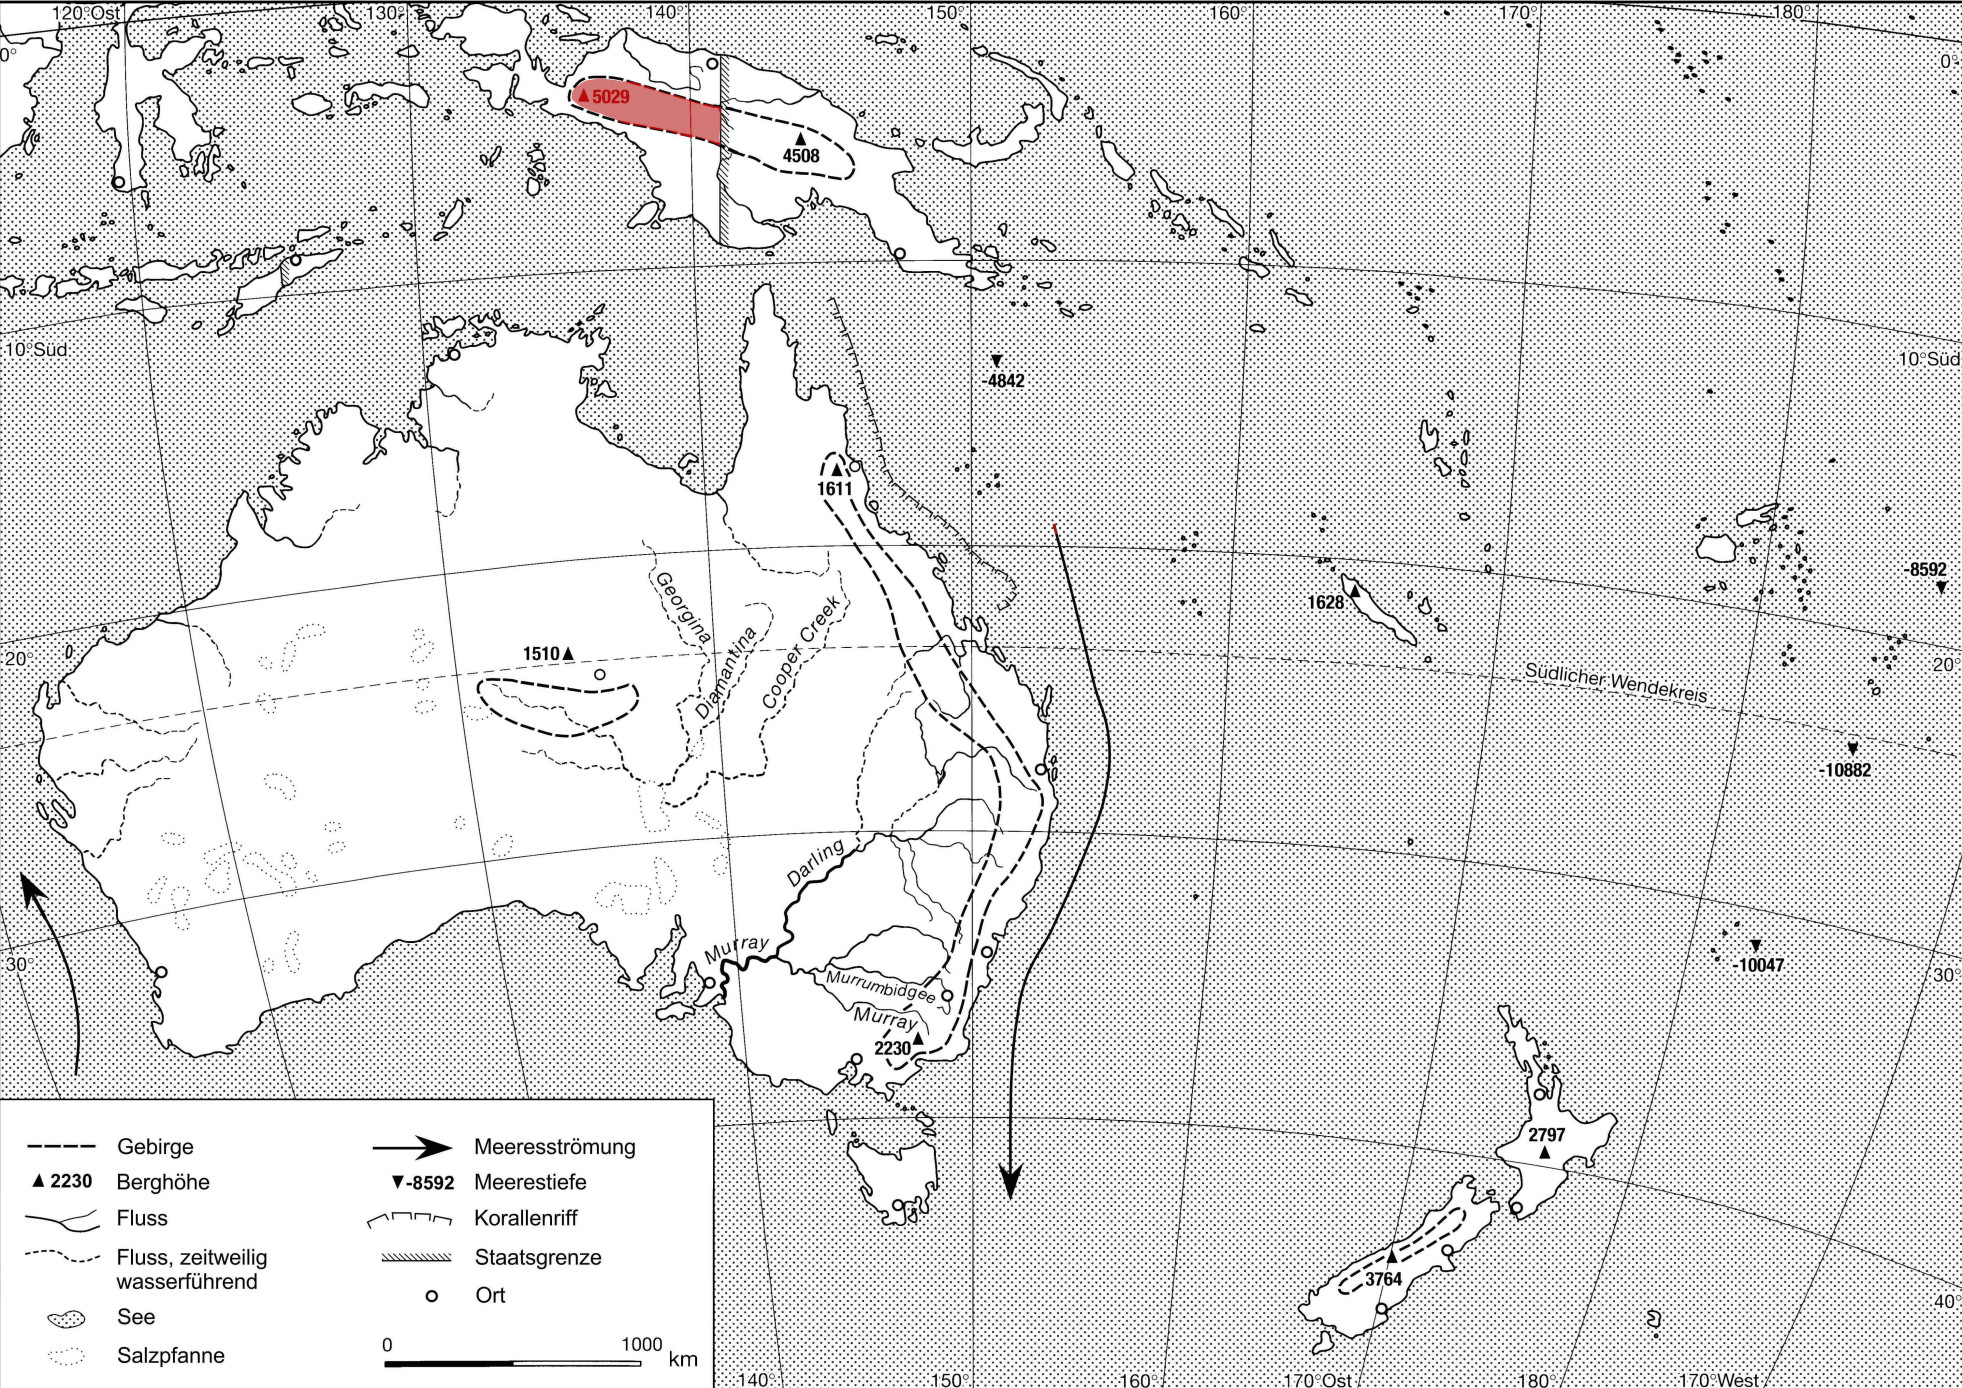 120°Ost
130°
140°
150°
160°
170°
180°
0°
0°
5029
4508
10°Süd
10°Süd
-4842
1611
-8592
1628
Georgina
Diamantina
Cooper Creek
1510
20°
20°
Südlicher Wendekreis
-10882
Darling
Murray
30°
30°
-10047
Murrumbidgee
Murray
2230
2797
3764
40°
Gebirge
2230 Berghöhe
Fluss
Fluss, zeitweilig
wasserführend
See
Salzpfanne
Meeresströmung
-8592 Meerestiefe
Korallenriff
Staatsgrenze
Ort
0 1000 km
140°
150°
160°
170°Ost
180°
170°West